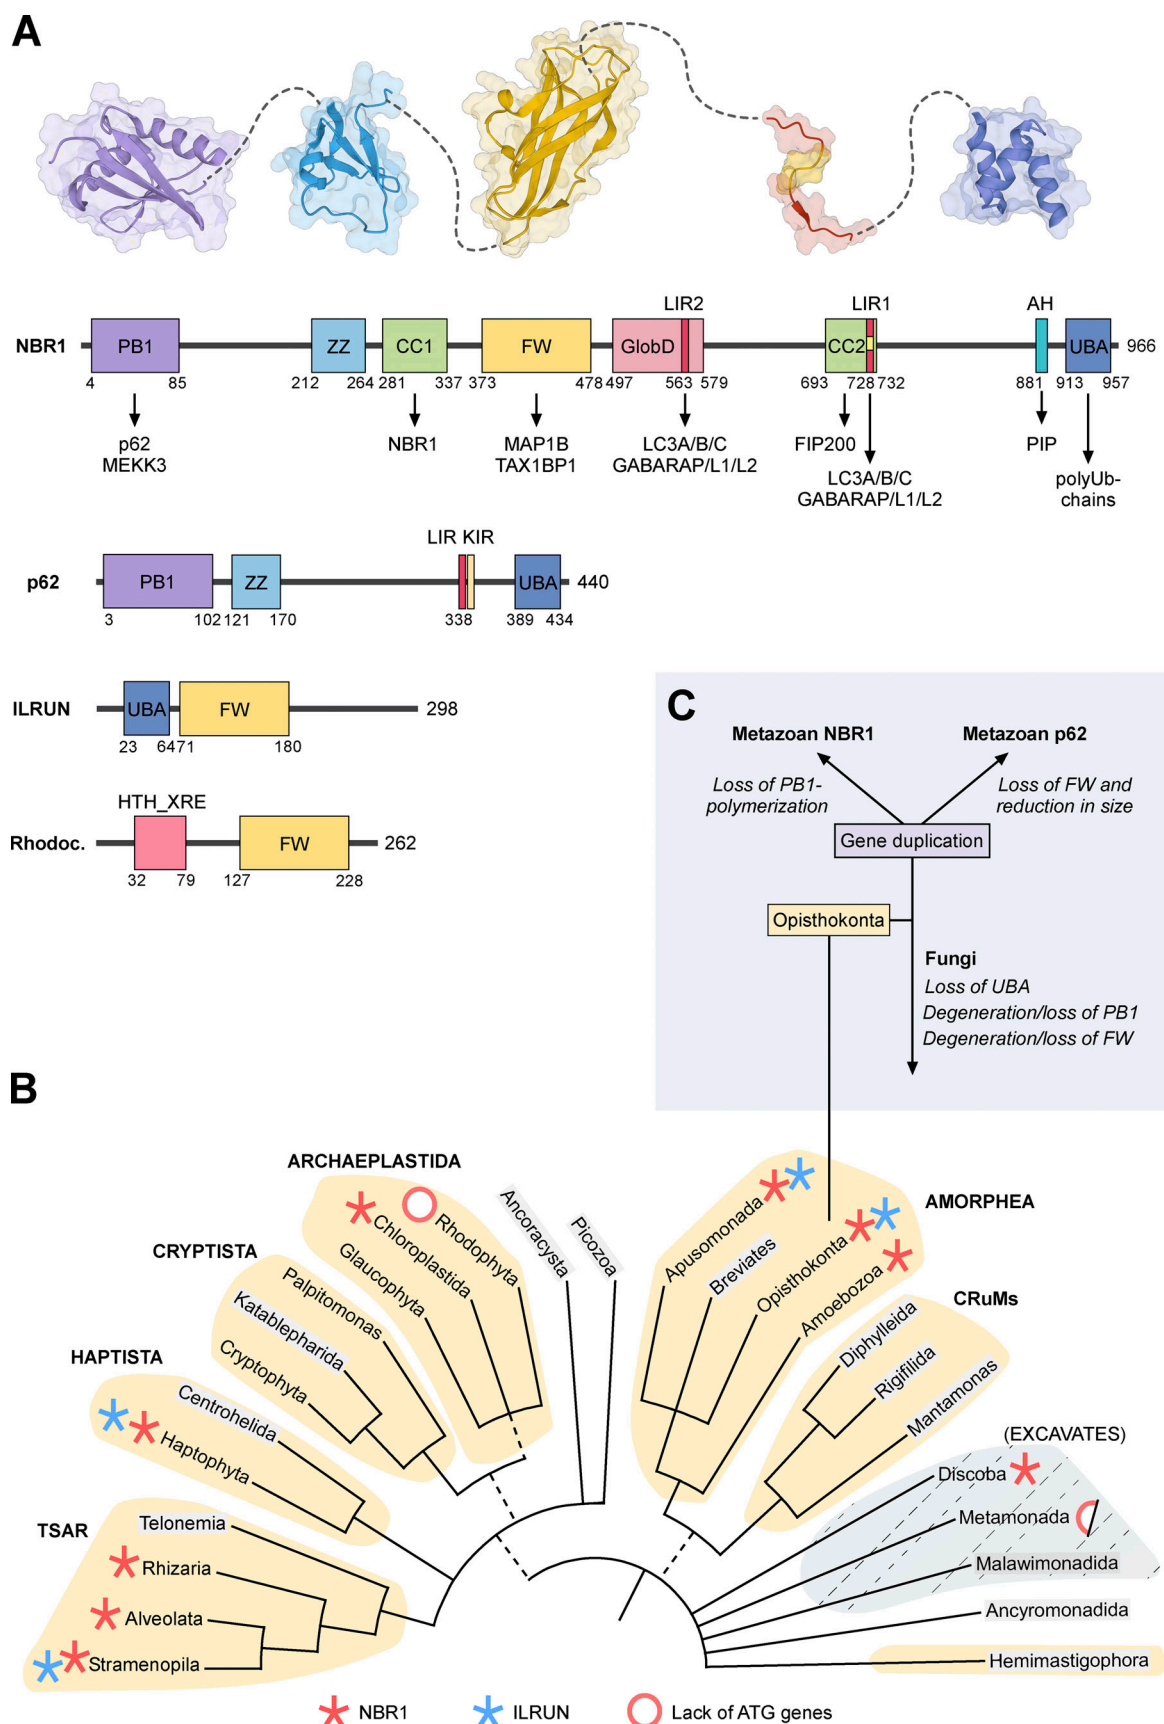 A
LIR2
LIR1
AH
NBR1
PB1
ZZ
CC1
FW
GlobD
CC2
UBA
966
4 85 212 264 281 337 373 478 497 563 579 693 728 732 881 913 957
p62
MEKK3
NBR1
MAP1B
TAX1BP1
LC3A/B/C
GABARAP/L1/L2
FIP200
LC3A/B/C
GABARAP/L1/L2
PIP
polyUb-
chains
LIR KIR
p62
PB1
ZZ
UBA
440
3 102 121 170 338 389 434
ILRUN
UBA
FW
298
23 64 71 180
HTH_XRE
Rhodoc.
FW
262
32 79 127 228
C
Metazoan NBR1
Metazoan p62
Loss of PB1-
polymerization
Loss of FW and
reduction in size
Gene duplication
Opisthokonta
Fungi
Loss of UBA
Degeneration/loss of PB1
Degeneration/loss of FW
B
ARCHAEPLASTIDA
Glaucophyta
Chloroplastida
Rhodophyta
Ancoracysta
Picozoa
AMORPHEA
Apusomonada
Breviates
Opisthokonta
Amoebozoa
CRYPTISTA
Palpitomonas
Katablepharida
Cryptophyta
CRuMs
Diphylleida
Rigifilida
Mantamonas
HAPTISTA
Centrohelida
Haptophyta
(EXCAVATES)
Discoba
Metamonada
Malawimonadida
Ancyromonadida
Hemimastigophora
TSAR
Telonemia
Rhizaria
Alveolata
Stramenopila
NBR1
ILRUN
Lack of ATG genes